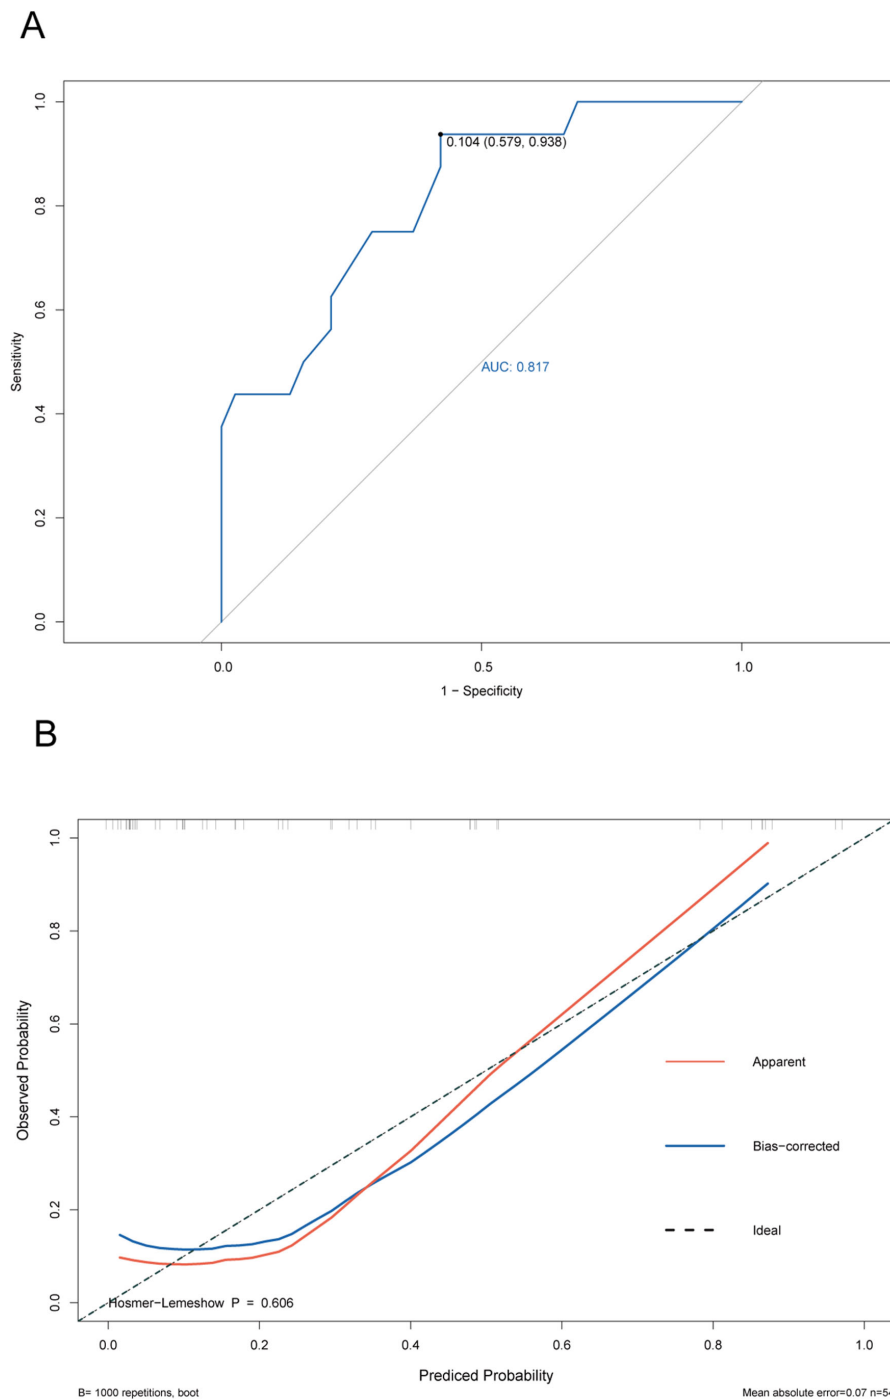 A
1.0
0.8
0.6
0.4
0.2
0.0
Sensitivity
0.104 (0.579, 0.938)
AUC: 0.817
0.0 0.5 1.0
1 − Specificity
B
1.0
0.8
0.6
0.4
0.2
0.0
Observed Probability
Apparent
Bias−corrected
Ideal
Hosmer−Lemeshow P = 0.606
0.0 0.2 0.4 0.6 0.8 1.0
Prediced Probability
B= 1000 repetitions, boot
Mean absolute error=0.07